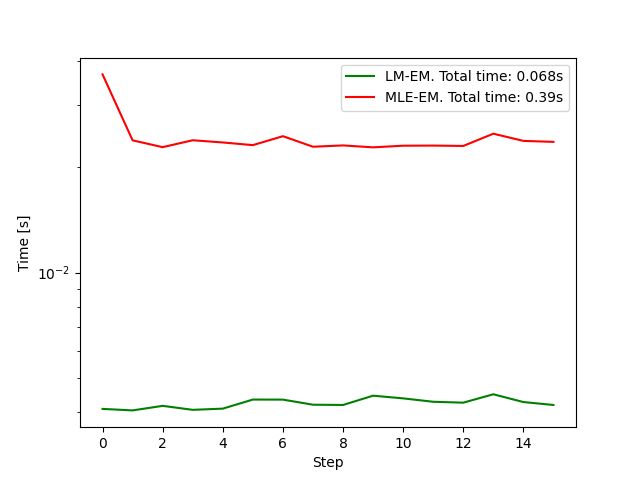 LM-EM. Total time: 0.068s
MLE-EM. Total time: 0.39s
Time [s]
10⁻²
0 2 4 6 8 10 12 14
Step